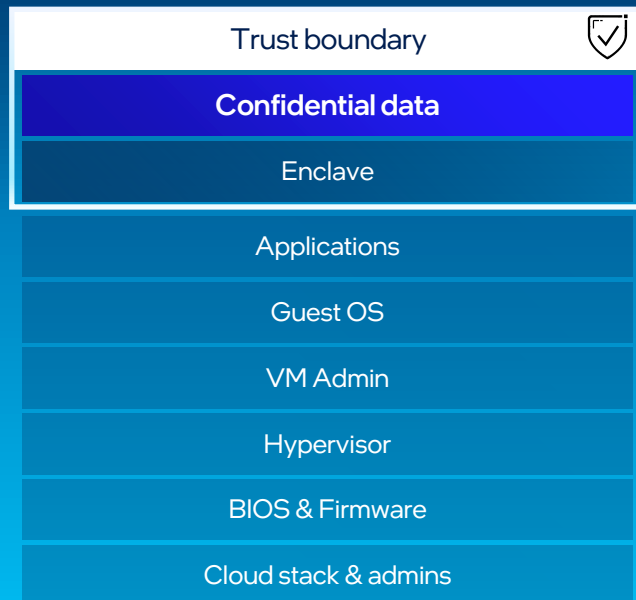 Trust boundary
Confidential data
Enclave
Applications
Guest OS
VM Admin
Hypervisor
BIOS & Firmware
Cloud stack & admins